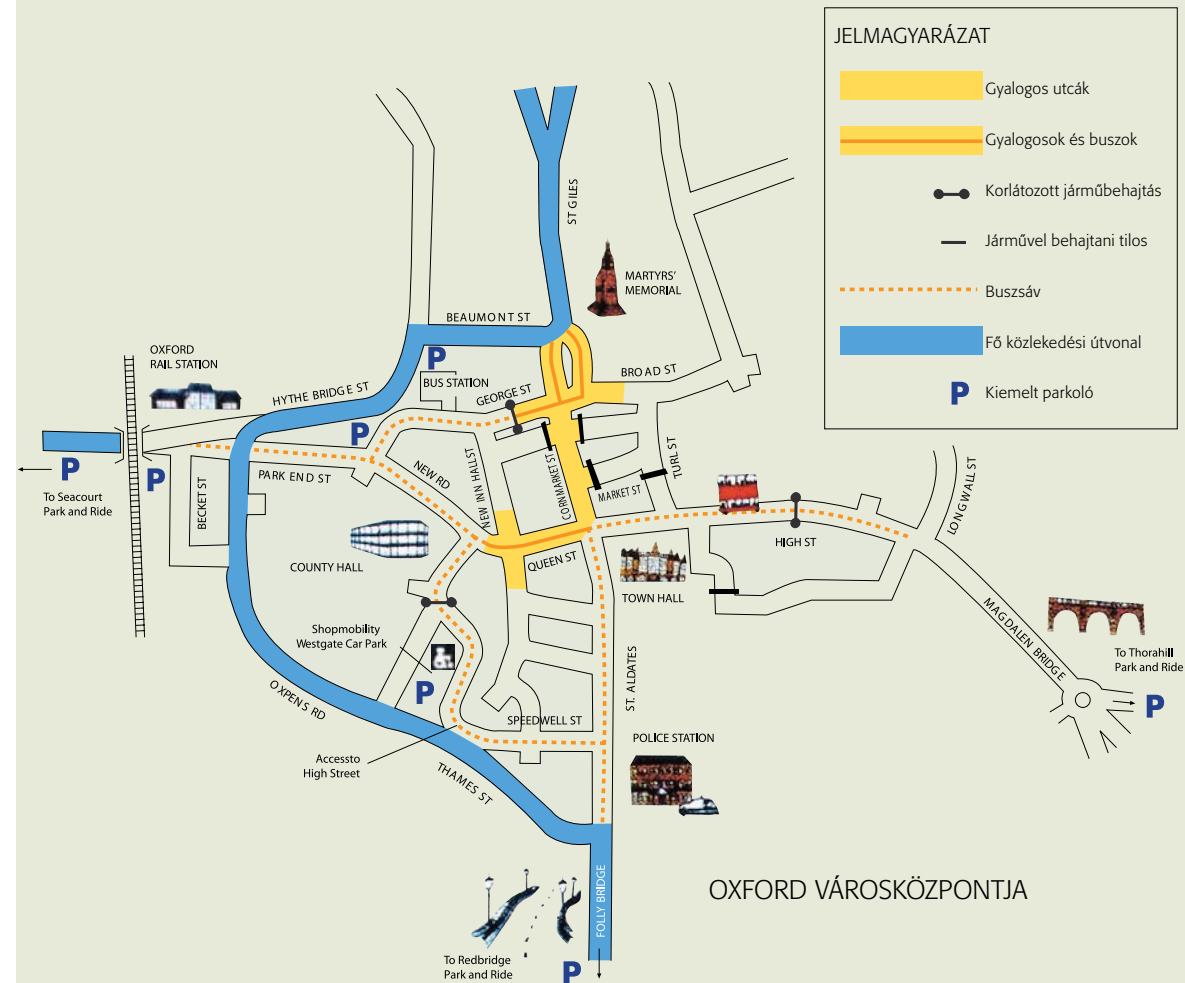 JELMAGYARÁZAT
Gyalogos utcák
Gyalogosok és buszok
Korlátozott járműbehajtás
Járművel behajtani tilos
Buszsáv
Fő közlekedési útvonal
P
Kiemelt parkoló
ST GILES
MARTYRS'
MEMORIAL
BEAUMONT ST
OXFORD
RAIL STATION
P
BROAD ST
BUS STATION
HYTHE BRIDGE ST
GEORGE ST
P
P
To Seacourt
Park and Ride
P
PARK END ST
BECKET ST
NEW RD
NEW INN HALLST
CORNMARKET ST
MARKET ST
TURL ST
LONGWALL ST
HIGH ST
COUNTY HALL
QUEEN ST
TOWN HALL
MAGDALEN BRIDGE
Shopmobility
Westgate Car Park
P
To Thorahill
Park and Ride
P
OXPENS RD
ST. ALDATES
SPEEDWELL ST
POLICE STATION
Accessto
High Street
THAMES ST
FOLLY BRIDGE
OXFORD VÁROSKÖZPONTJA
To Redbridge
Park and Ride
P